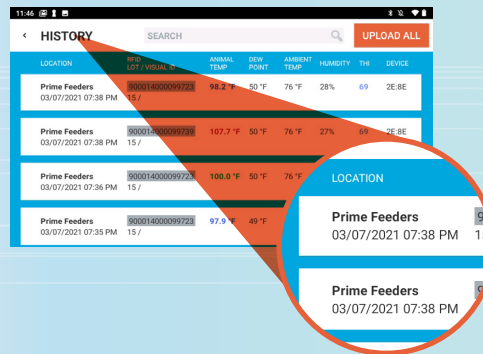 11:46
HISTORY
SEARCH
UPLOAD ALL
LOCATION RFID LOT / VISUAL ID ANIMAL TEMP DEW POINT AMBIENT TEMP HUMIDITY THI DEVICE
Prime Feeders 900014000099723 98.2 °F 50 °F 76 °F 28% 69 2E:8E
03/07/2021 07:38 PM 15 /
Prime Feeders 900014000099739 107.7 °F 50 °F 76 °F 27% 69 2E:8E
03/07/2021 07:38 PM 15 /
Prime Feeders 900014000099723 100.0 °F 50 °F 76 °F
03/07/2021 07:36 PM 15 /
Prime Feeders 900014000099723 97.9 °F 49 °F
03/07/2021 07:35 PM 15 /
LOCATION
Prime Feeders 9
03/07/2021 07:38 PM 1
Prime Feeders 9
03/07/2021 07:38 PM